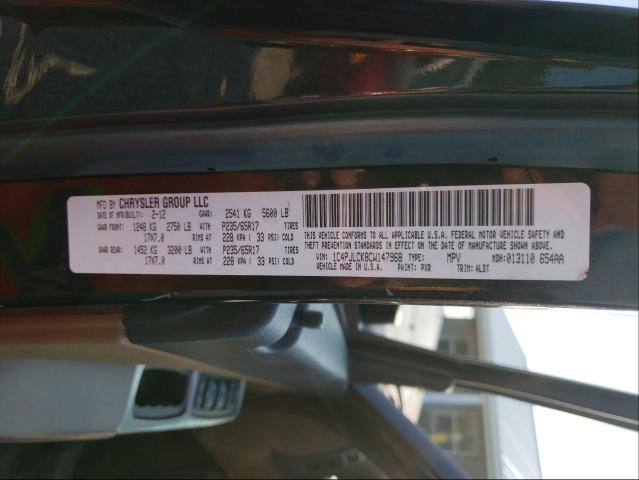 MFD BY CHRYSLER GROUP LLC
DATE OF MFR(BUILT): 2-12 GVWR: 2541 KG 5600 LB
GAWR FRONT: 1248 KG 2750 LB P235/65R17 TIRES
17X7.0 RIMS AT 228 KPA ( 33 PSI) COLD
GAWR REAR: 1452 KG 3200 LB P235/65R17 TIRES
17X7.0 RIMS AT 228 KPA ( 33 PSI) COLD
THIS VEHICLE CONFORMS TO ALL APPLICABLE U.S.A. FEDERAL MOTOR VEHICLE SAFETY AND
THEFT PREVENTION STANDARDS IN EFFECT ON THE DATE OF MANUFACTURE SHOWN ABOVE.
VIN: 1C4PJLCK8CW147968 TYPE: MPV MDH:013110 654AA
VEHICLE MADE IN U.S.A. PAINT: PXR TRIM: ALDT